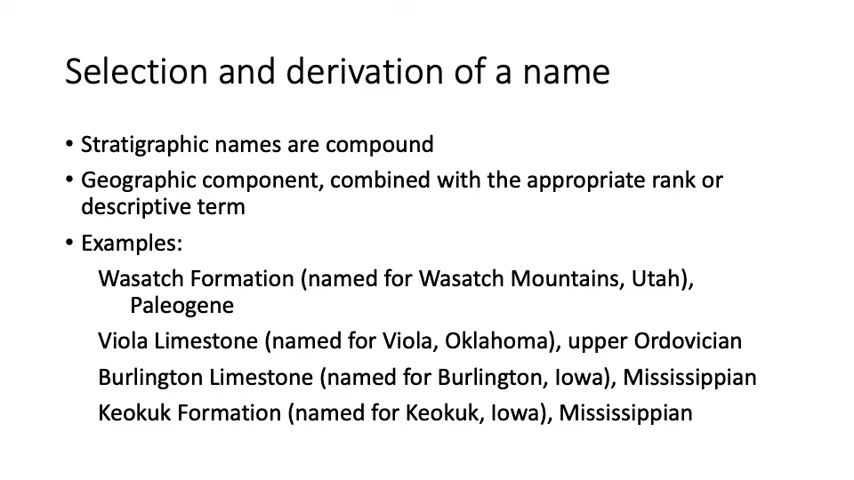 Selection and derivation of a name
• Stratigraphic names are compound
• Geographic component, combined with the appropriate rank or
descriptive term
• Examples:
Wasatch Formation (named for Wasatch Mountains, Utah),
Paleogene
Viola Limestone (named for Viola, Oklahoma), upper Ordovician
Burlington Limestone (named for Burlington, Iowa), Mississippian
Keokuk Formation (named for Keokuk, Iowa), Mississippian